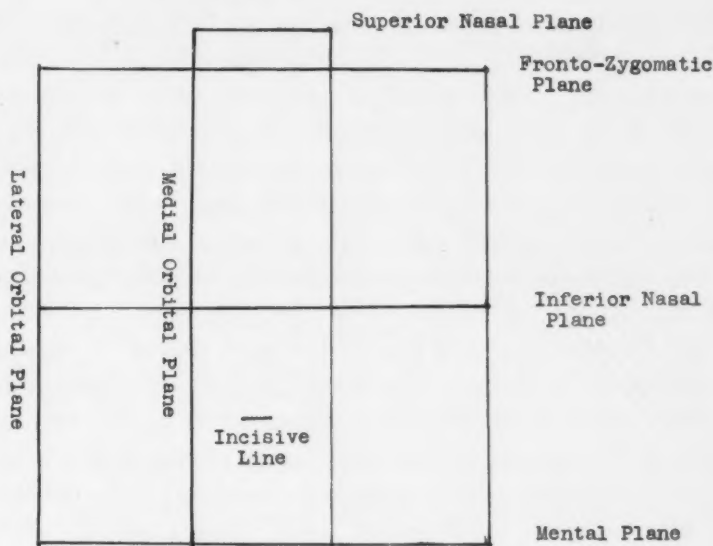 Superior Nasal Plane
Fronto-Zygomatic
Plane
Lateral Orbital Plane
Medial Orbital Plane
Inferior Nasal
Plane
Incisive
Line
Mental Plane